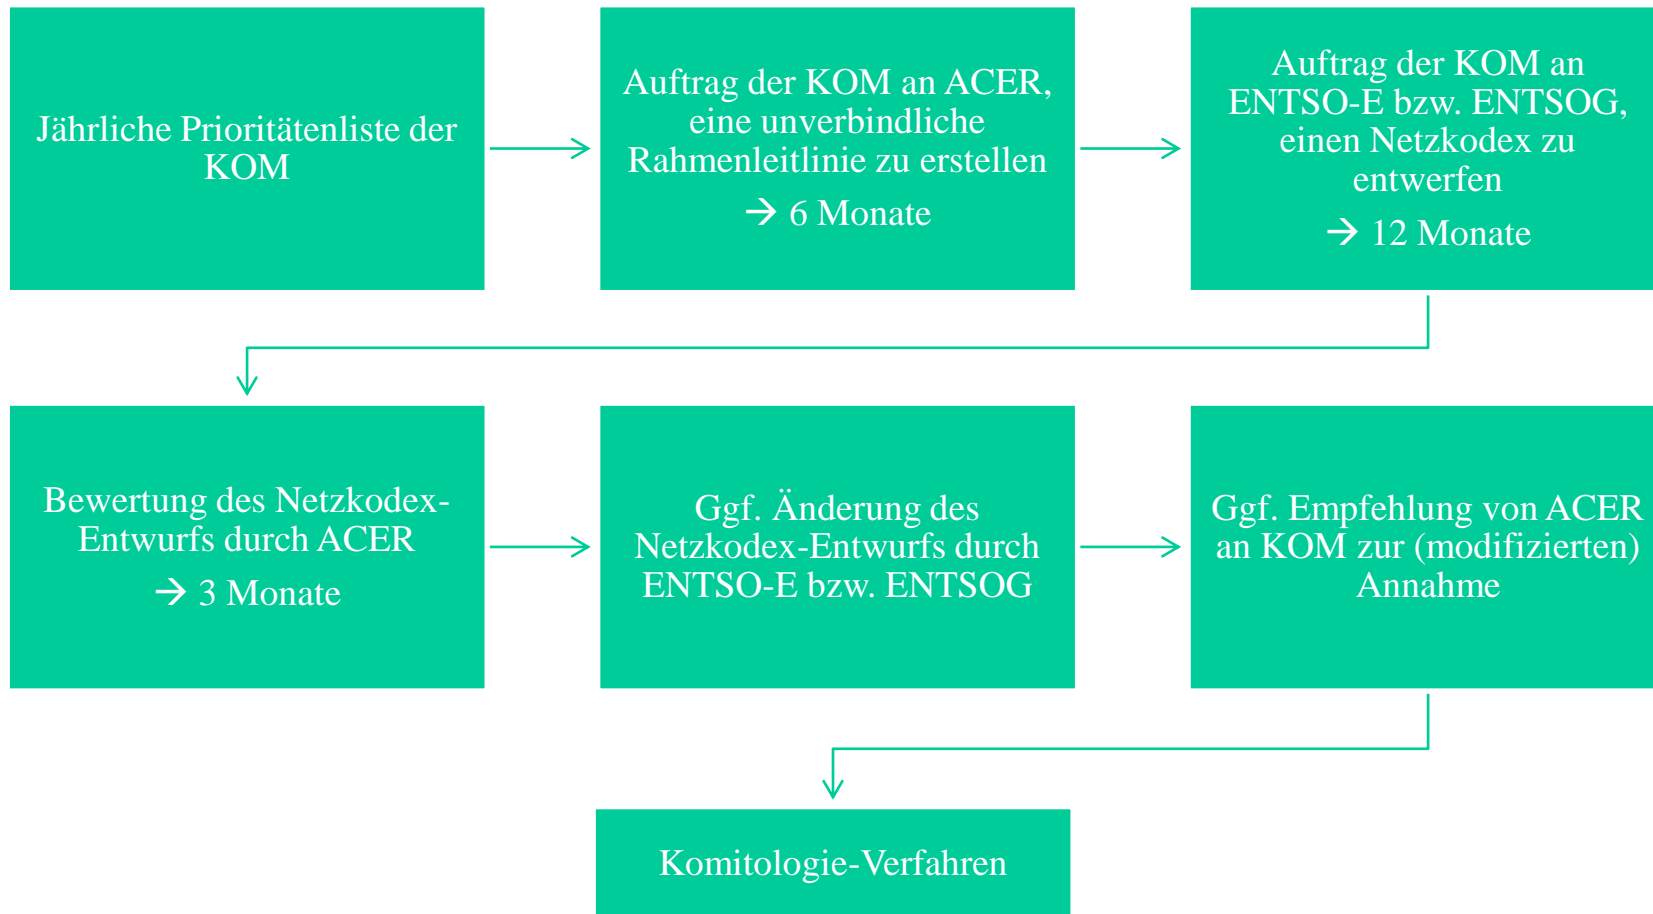 Jährliche Prioritätenliste der
KOM
Auftrag der KOM an ACER,
eine unverbindliche
Rahmenleitlinie zu erstellen
→ 6 Monate
Auftrag der KOM an
ENTSO-E bzw. ENTSOG,
einen Netzkodex zu
entwerfen
→ 12 Monate
Bewertung des Netzkodex-
Entwurfs durch ACER
→ 3 Monate
Ggf. Änderung des
Netzkodex-Entwurfs durch
ENTSO-E bzw. ENTSOG
Ggf. Empfehlung von ACER
an KOM zur (modifizierten)
Annahme
Komitologie-Verfahren